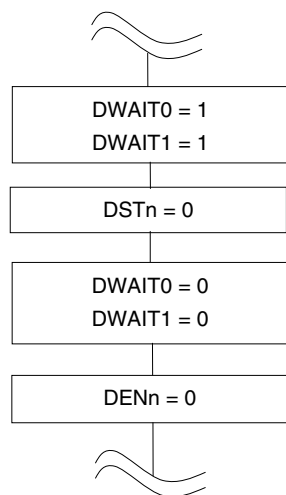 DWAIT0 = 1
DWAIT1 = 1
DSTn = 0
DWAIT0 = 0
DWAIT1 = 0
DENn = 0